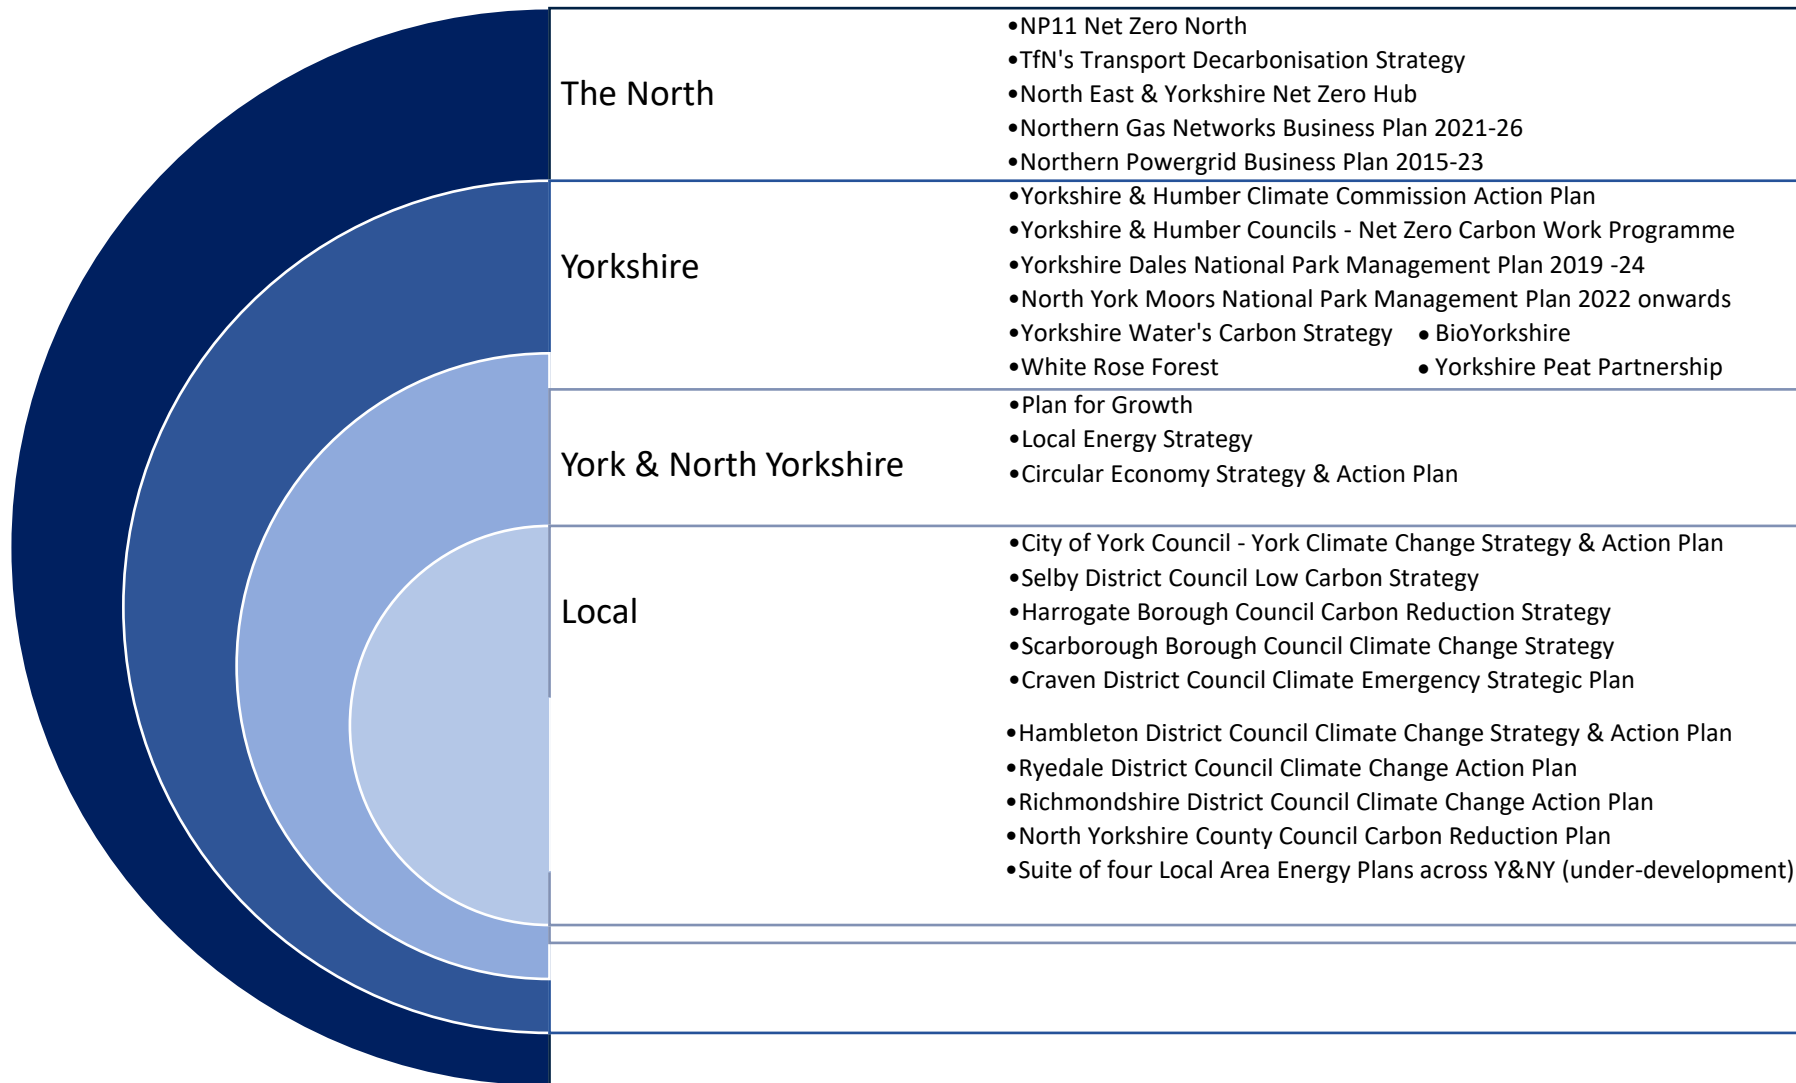 The North
•NP11 Net Zero North
•TfN's Transport Decarbonisation Strategy
•North East & Yorkshire Net Zero Hub
•Northern Gas Networks Business Plan 2021-26
•Northern Powergrid Business Plan 2015-23
Yorkshire
•Yorkshire & Humber Climate Commission Action Plan
•Yorkshire & Humber Councils - Net Zero Carbon Work Programme
•Yorkshire Dales National Park Management Plan 2019 -24
•North York Moors National Park Management Plan 2022 onwards
•Yorkshire Water's Carbon Strategy • BioYorkshire
•White Rose Forest • Yorkshire Peat Partnership
York & North Yorkshire
•Plan for Growth
•Local Energy Strategy
•Circular Economy Strategy & Action Plan
Local
•City of York Council - York Climate Change Strategy & Action Plan
•Selby District Council Low Carbon Strategy
•Harrogate Borough Council Carbon Reduction Strategy
•Scarborough Borough Council Climate Change Strategy
•Craven District Council Climate Emergency Strategic Plan
•Hambleton District Council Climate Change Strategy & Action Plan
•Ryedale District Council Climate Change Action Plan
•Richmondshire District Council Climate Change Action Plan
•North Yorkshire County Council Carbon Reduction Plan
•Suite of four Local Area Energy Plans across Y&NY (under-development)